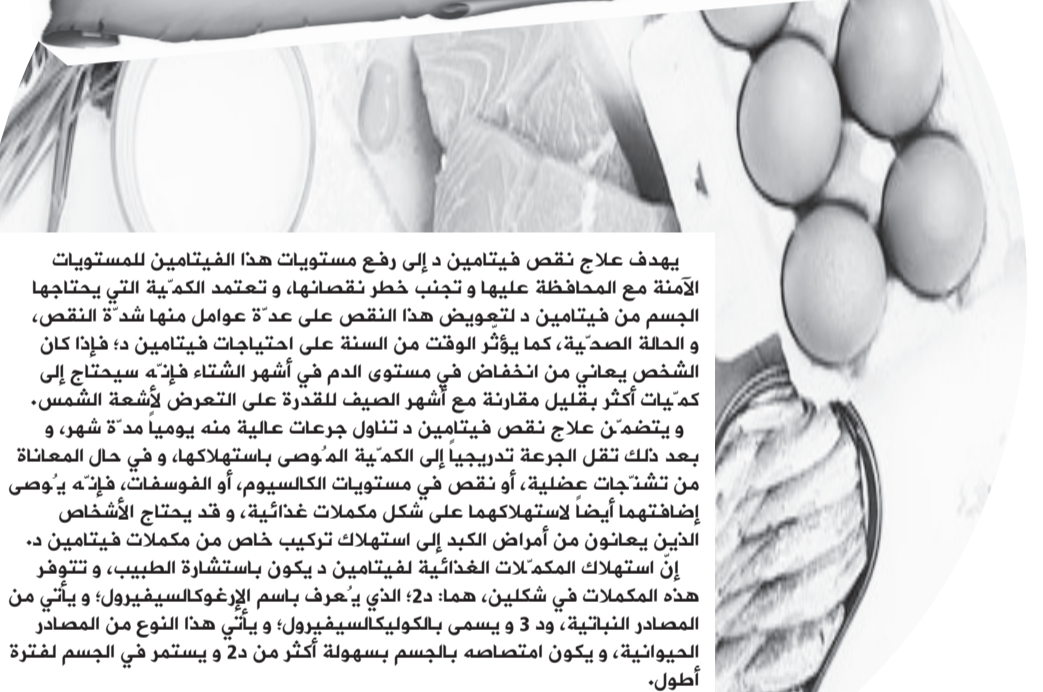 يهدف علاج نقص فيتامين د إلى رفع مستويات هذا الفيتامين للمستويات
الآمنة مع المحافظة عليها و تجنب خطر نقصانها، و تعتمد الكمّية التي يحتاجها
الجسم من فيتامين د لتعويض هذا النقص على عدّة عوامل منها شدّة النقص،
و الحالة الصحّية، كما يؤثّر الوقت من السنة على احتياجات فيتامين د؛ فإذا كان
الشخص يعاني من انخفاض في مستوى الدم في أشهر الشتاء فإنّه سيحتاج إلى
كمّيات أكثر بقليل مقارنة مع أشهر الصيف للقدرة على التعرض لأشعة الشمس.
و يتضمّن علاج نقص فيتامين د تناول جرعات عالية منه يومياً مدّة شهر، و
بعد ذلك تقل الجرعة تدريجياً إلى الكمّية المُوصى باستهلاكها، و في حال المعاناة
من تشنّجات عضلية، أو نقص في مستويات الكالسيوم، أو الفوسفات، فإنّه يُوصى
إضافتهما أيضاً لاستهلاكهما على شكل مكملات غذائية، و قد يحتاج الأشخاص
الذين يعانون من أمراض الكبد إلى استهلاك تركيب خاص من مكملات فيتامين د.
إنّ استهلاك المكمّلات الغذائية لفيتامين د يكون باستشارة الطبيب، و تتوفر
هذه المكملات في شكلين، هما: د2؛ الذي يُعرف باسم الإرغوكالسيفيرول؛ و يأتي من
المصادر النباتية، ود 3 و يسمى بالكوليكالسيفيرول؛ و يأتي هذا النوع من المصادر
الحيوانية، و يكون امتصاصه بالجسم بسهولة أكثر من د2 و يستمر في الجسم لفترة
أطول.